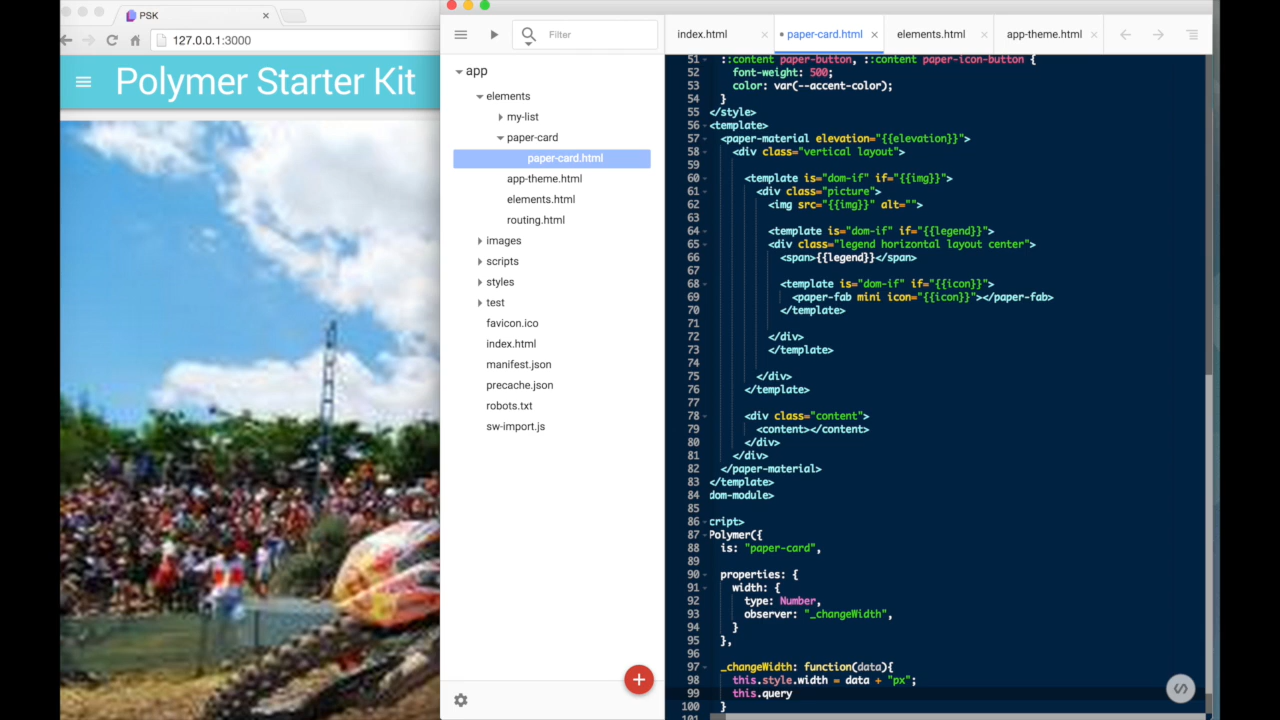 PSK
127.0.0.1:3000
Polymer Starter Kit
Filter
app
elements
my-list
paper-card
paper-card.html
app-theme.html
elements.html
routing.html
images
scripts
styles
test
favicon.ico
index.html
manifest.json
precache.json
robots.txt
sw-import.js
index.html
paper-card.html
elements.html
app-theme.html
51 ::content paper-button, ::content paper-icon-button {
52 font-weight: 500;
53 color: var(--accent-color);
54 }
55 </style>
56 <template>
57 <paper-material elevation="{{elevation}}">
58 <div class="vertical layout">
59
60 <template is="dom-if" if="{{img}}">
61 <div class="picture">
62 <img src="{{img}}" alt="">
63
64 <template is="dom-if" if="{{legend}}">
65 <div class="legend horizontal layout center">
66 <span>{{legend}}</span>
67
68 <template is="dom-if" if="{{icon}}">
69 <paper-fab mini icon="{{icon}}"></paper-fab>
70 </template>
71
72 </div>
73 </template>
74
75 </div>
76 </template>
77
78 <div class="content">
79 <content></content>
80 </div>
81 </div>
82 </paper-material>
83 </template>
84 dom-module>
85
86 cript>
87 Polymer({
88 is: "paper-card",
89
90 properties: {
91 width: {
92 type: Number,
93 observer: "_changeWidth",
94 }
95 },
96
97 _changeWidth: function(data){
98 this.style.width = data + "px";
99 this.query
100 }
101